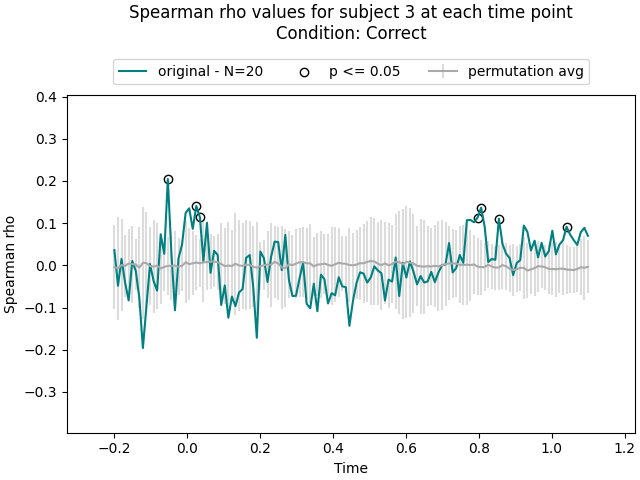 Spearman rho values for subject 3 at each time point
Condition: Correct
original - N=20
p <= 0.05
permutation avg
0.4
0.3
0.2
0.1
0.0
−0.1
−0.2
−0.3
Spearman rho
−0.2
0.0
0.2
0.4
0.6
0.8
1.0
1.2
Time